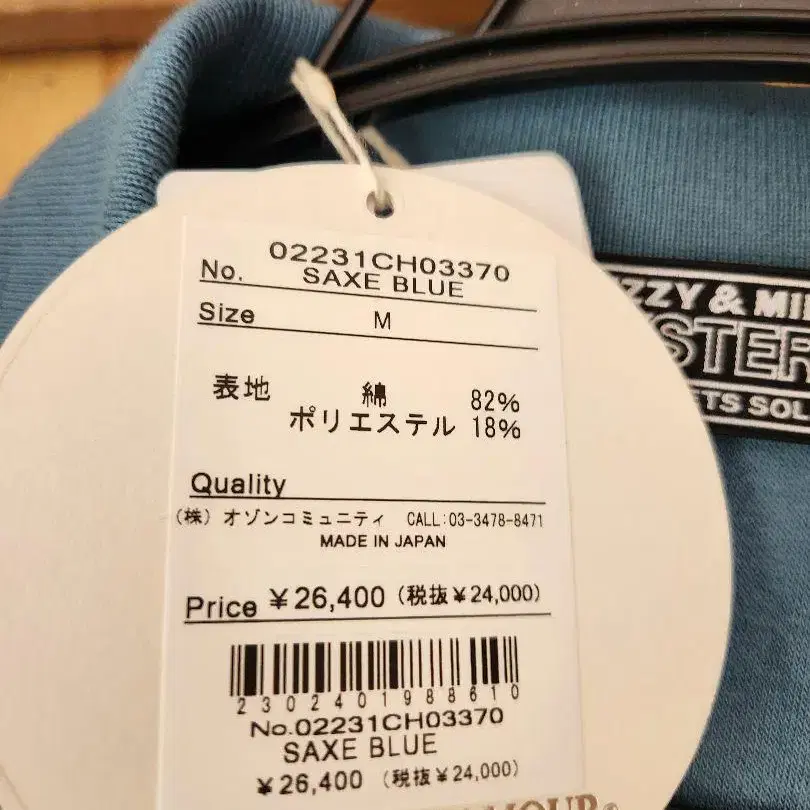 02231CH03370
No. SAXE BLUE
Size M
表地 綿 82%
ポリエステル 18%
Quality
(株) オゾンコミュニティ CALL:03-3478-8471
MADE IN JAPAN
Price ¥26,400 (税抜¥24,000)
2302401988610
No.02231CH03370
SAXE BLUE
¥26,400 (税抜¥24,000)
ZZY & MI
STER
ETS SOL